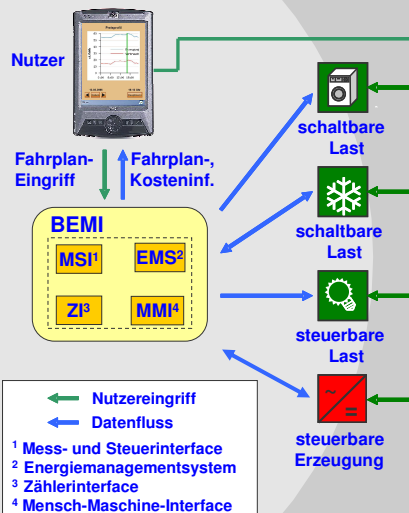 Nutzer
Fahrplan-
Eingriff
Fahrplan-,
Kosteninf.
BEMI
MSI¹
EMS²
ZI³
MMI⁴
schaltbare
Last
schaltbare
Last
steuerbare
Last
~
=
steuerbare
Erzeugung
Nutzereingriff
Datenfluss
¹ Mess- und Steuerinterface
² Energiemanagementsystem
³ Zählerinterface
⁴ Mensch-Maschine-Interface